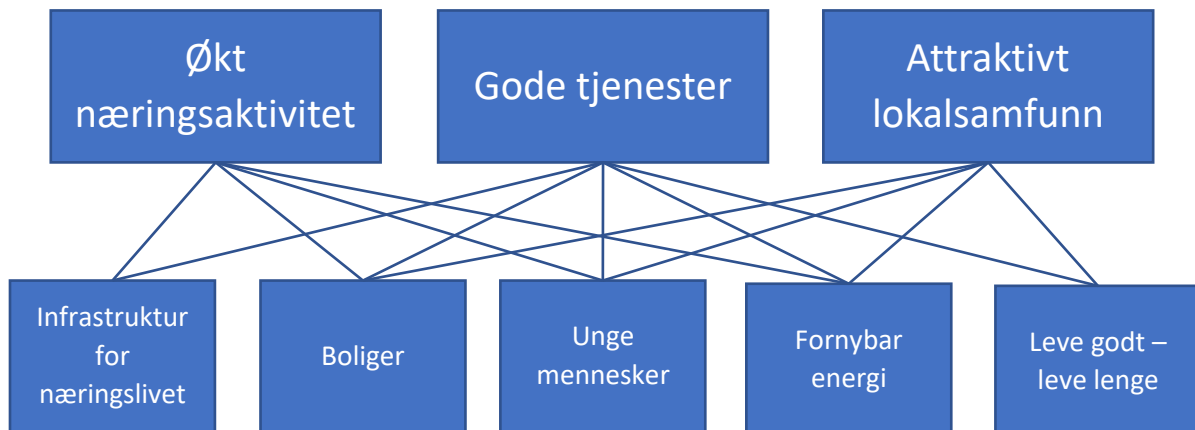 Økt
næringsaktivitet
Gode tjenester
Attraktivt
lokalsamfunn
Infrastruktur
for
næringslivet
Boliger
Unge
mennesker
Fornybar
energi
Leve godt –
leve lenge